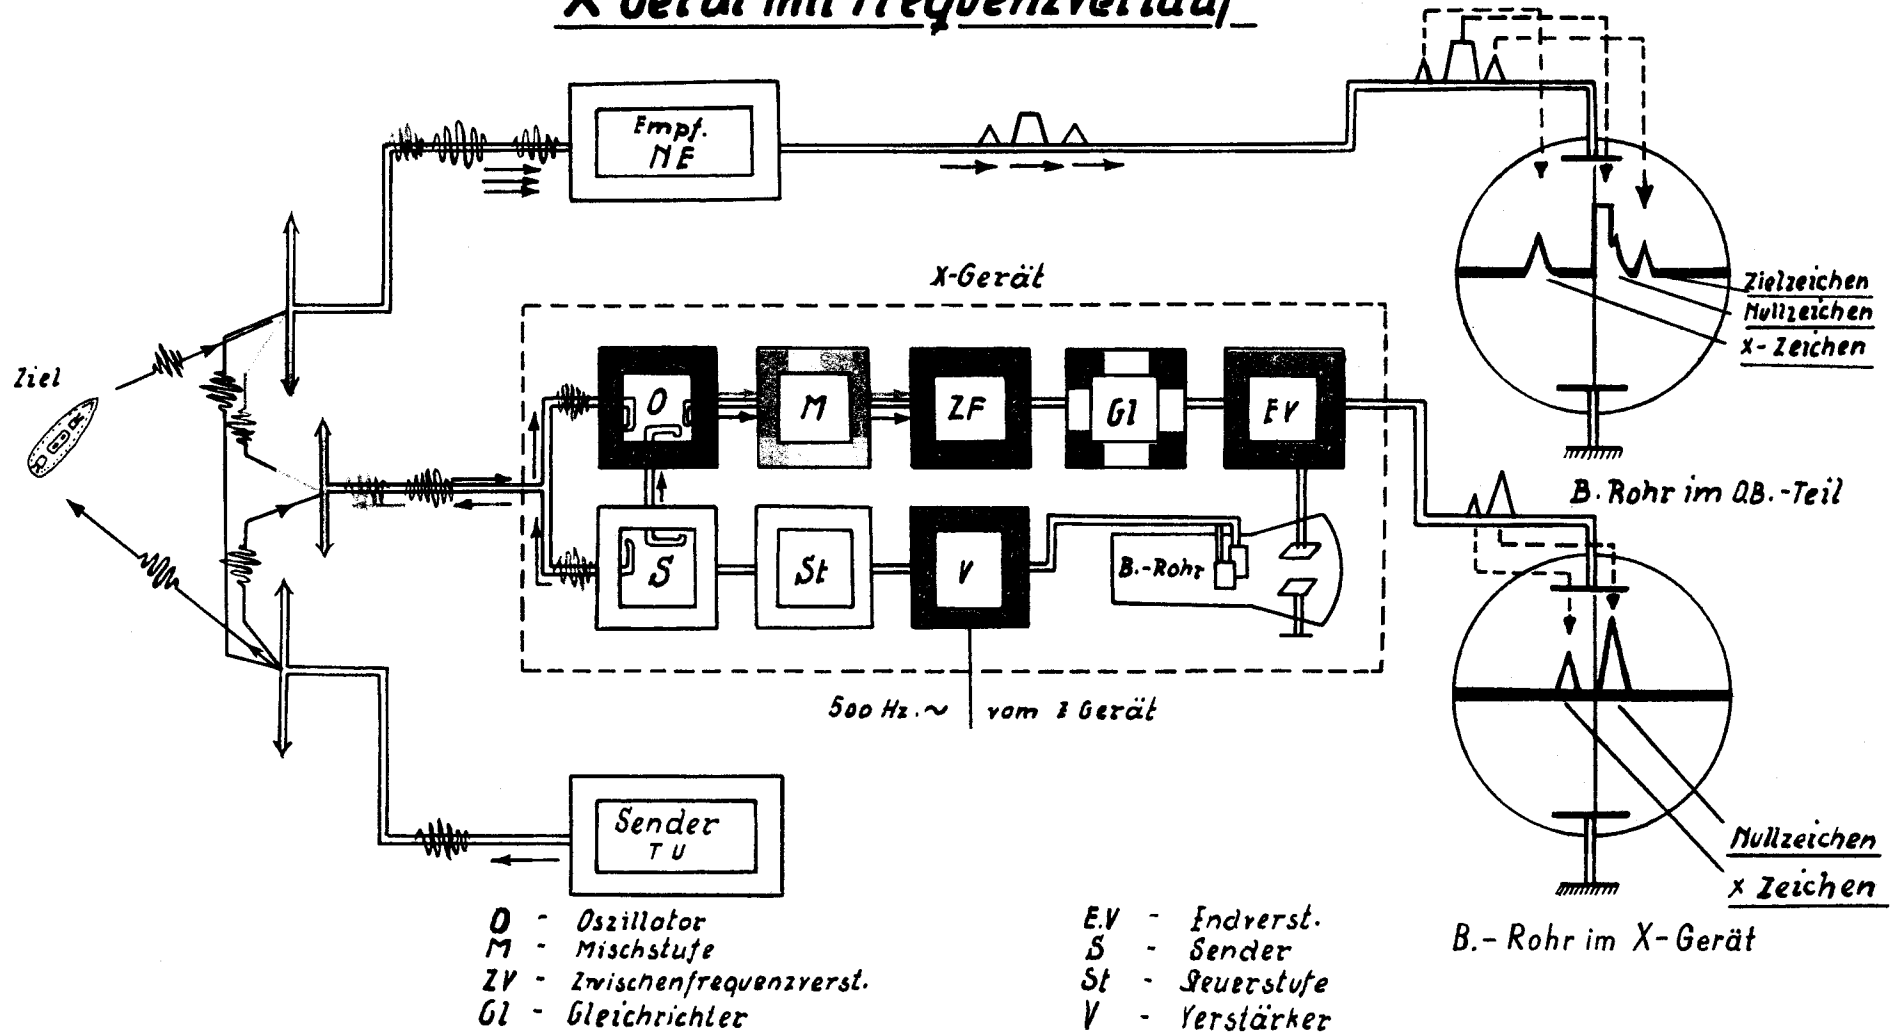 X Gerät mit Frequenzverlauf
Empf.
NE
X-Gerät
Zielzeichen
Nullzeichen
X-Zeichen
Ziel
O
M
ZF
Gl
EV
B. Rohr im O.B.-Teil
S
St
V
B.-Rohr
500 Hz. ~ vom Z Gerät
Sender
TU
Nullzeichen
x Zeichen
B.- Rohr im X-Gerät
O - Oszillator
M - Mischstufe
ZV - Zwischenfrequenzverst.
Gl - Gleichrichter
E.V - Endverst.
S - Sender
St - Steuerstufe
V - Verstärker